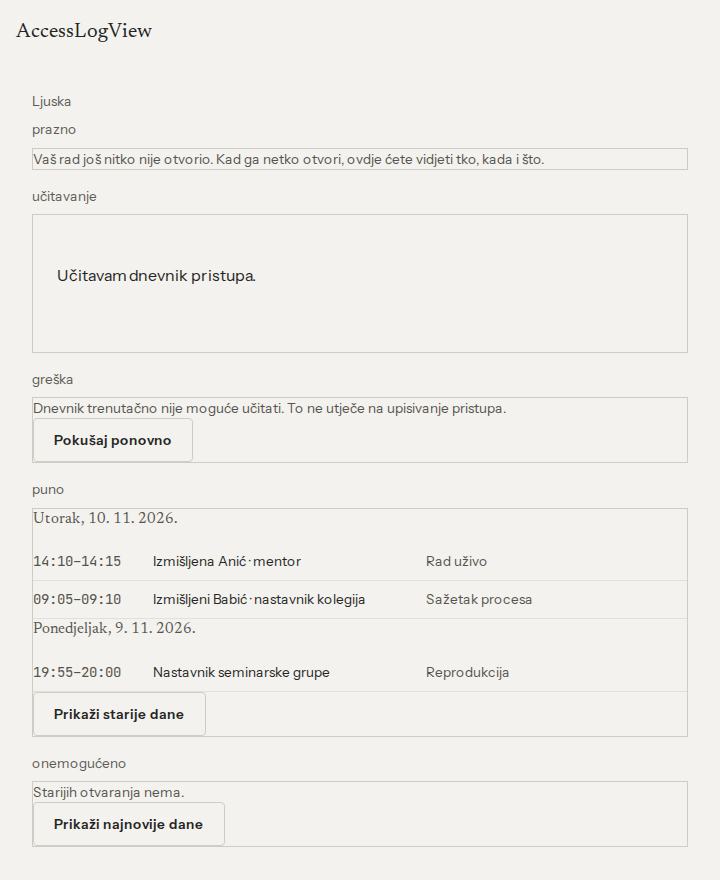 AccessLogView
Ljuska
prazno
Vaš rad još nitko nije otvorio. Kad ga netko otvori, ovdje ćete vidjeti tko, kada i što.
učitavanje
Učitavam dnevnik pristupa.
greška
Dnevnik trenutačno nije moguće učitati. To ne utječe na upisivanje pristupa.
Pokušaj ponovno
puno
Utorak, 10. 11. 2026.
14:10–14:15 Izmišljena Anić · mentor Rad uživo
09:05–09:10 Izmišljeni Babić · nastavnik kolegija Sažetak procesa
Ponedjeljak, 9. 11. 2026.
19:55–20:00 Nastavnik seminarske grupe Reprodukcija
Prikaži starije dane
onemogućeno
Starijih otvaranja nema.
Prikaži najnovije dane